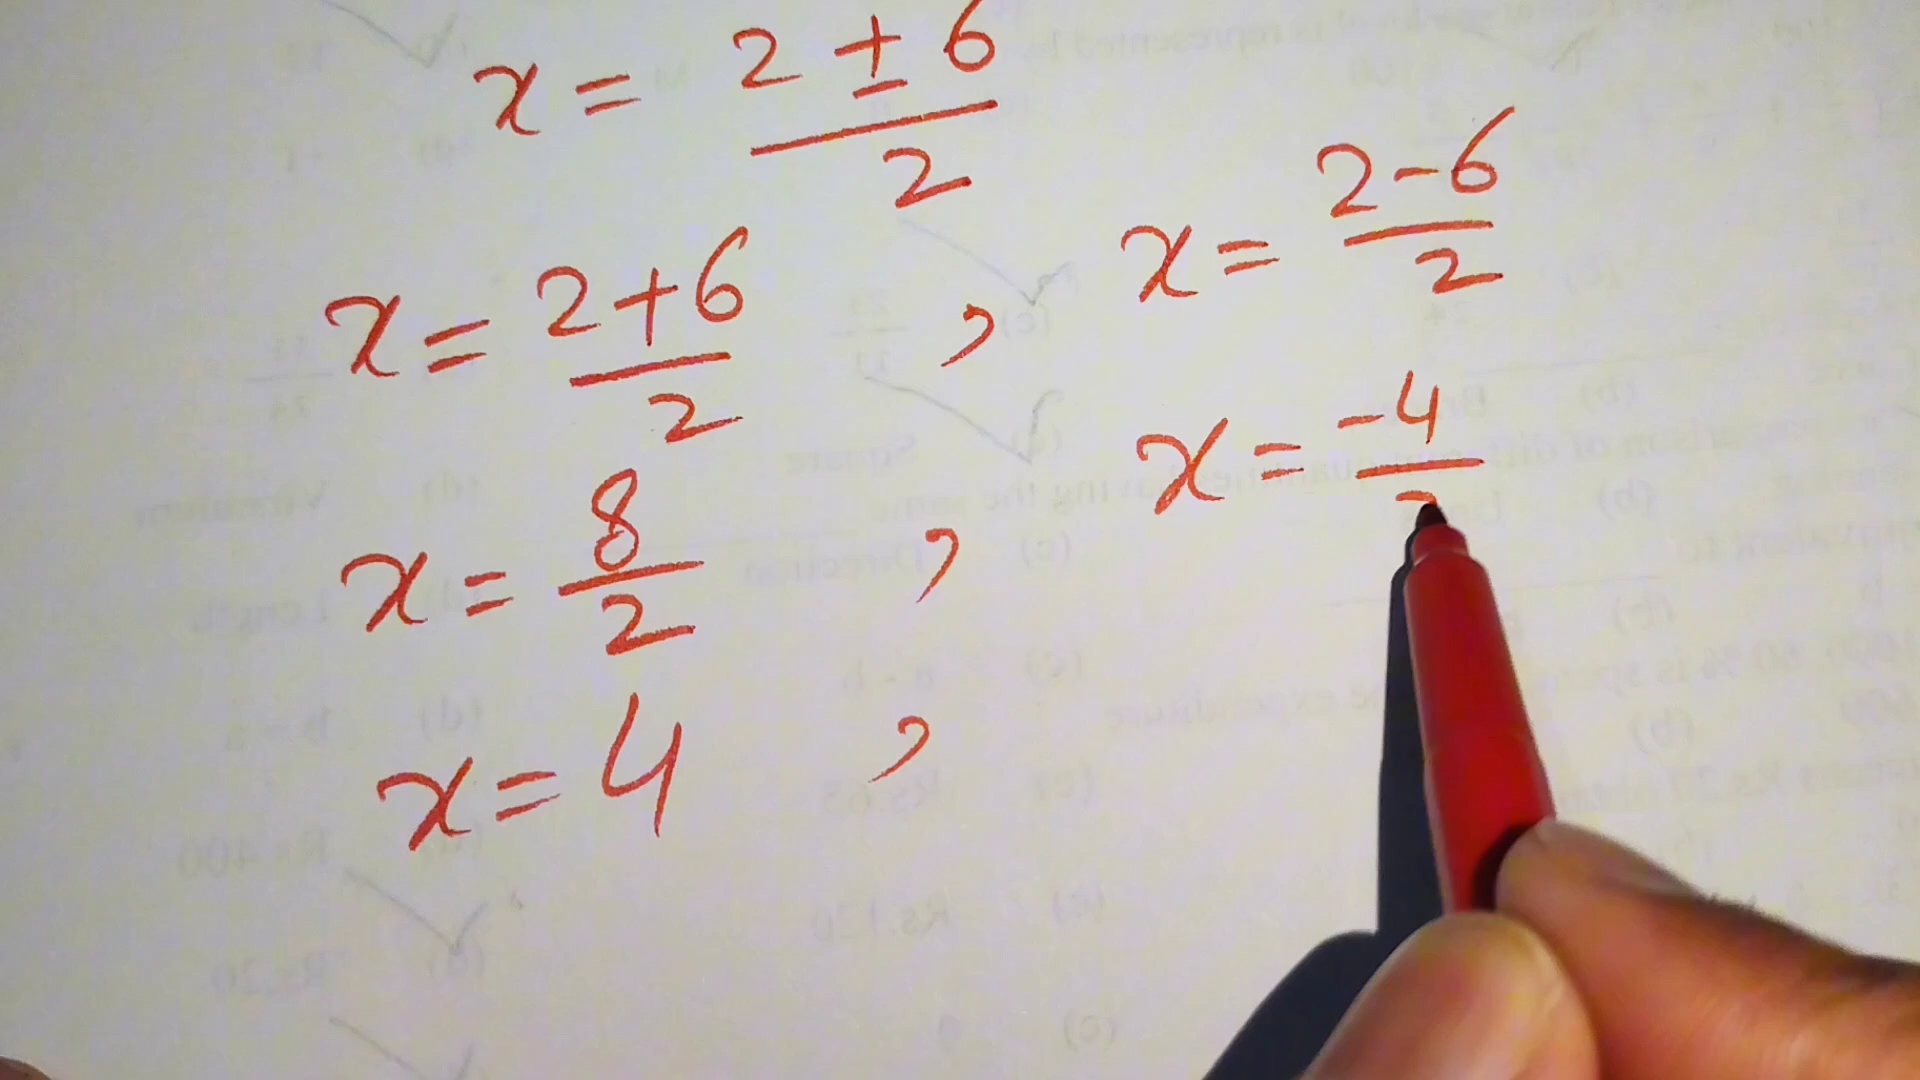 x = 2 ± 6 / 2
x = 2 + 6 / 2 , x = 2 - 6 / 2
x = 8 / 2 , x = -4 /
x = 4 ,